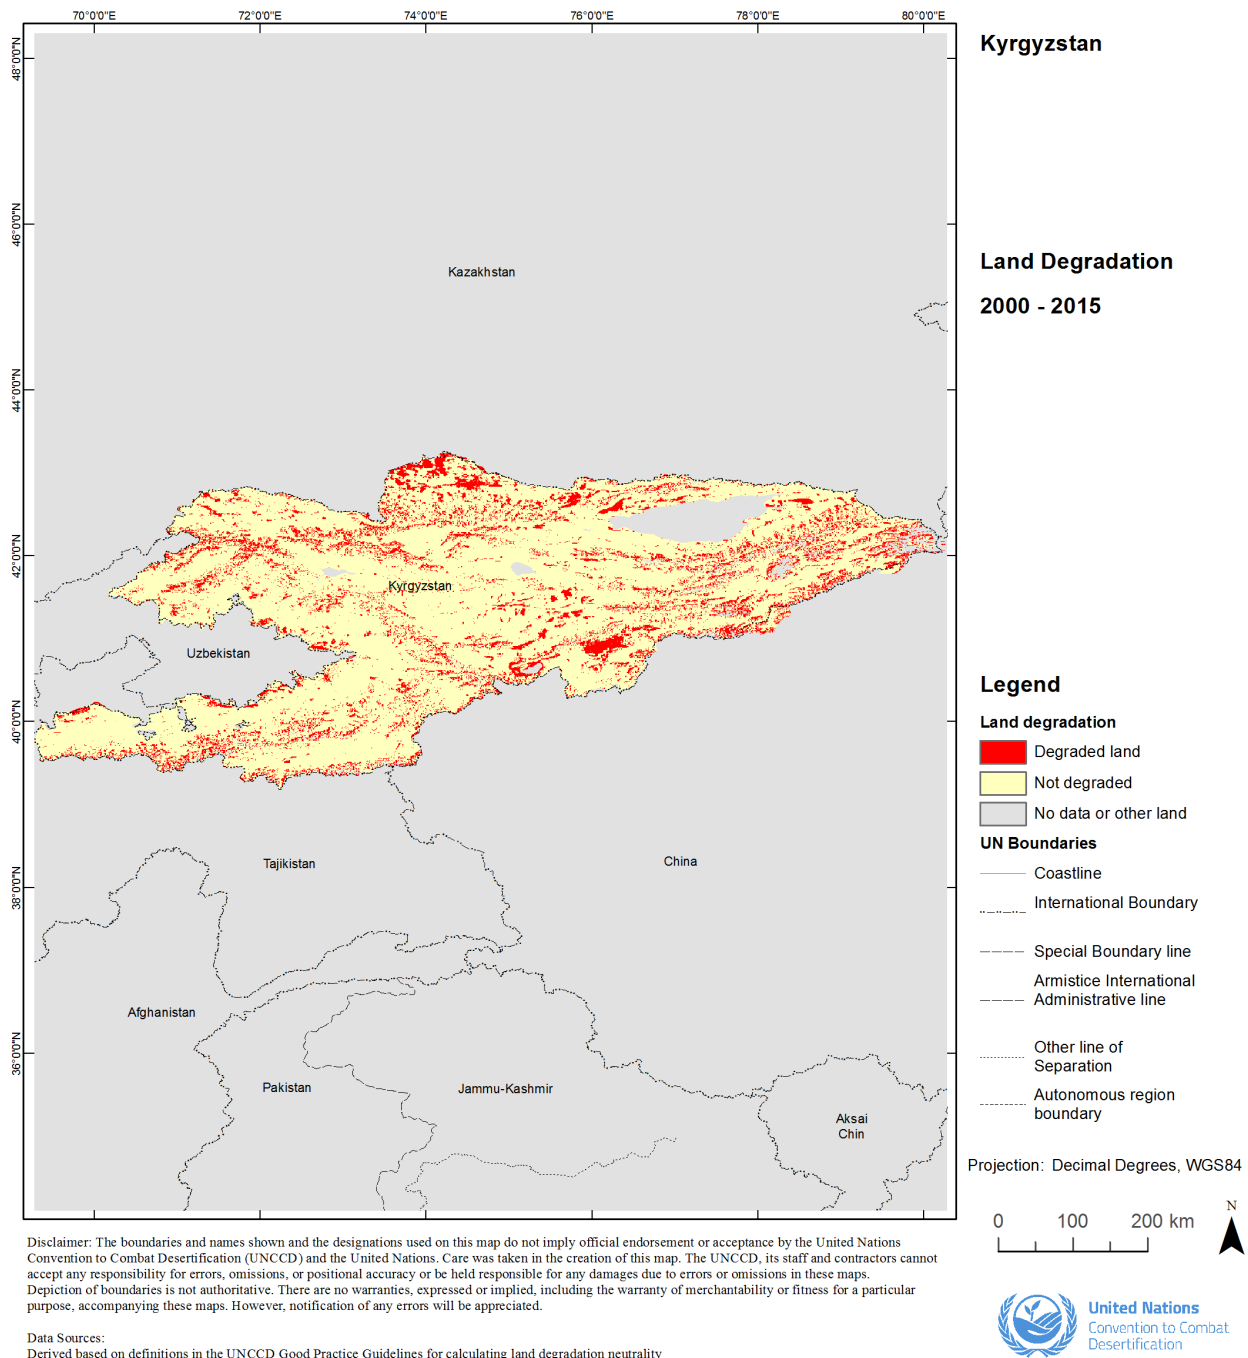 70°0'0"E 72°0'0"E 74°0'0"E 76°0'0"E 78°0'0"E 80°0'0"E
48°0'0"N
46°0'0"N
44°0'0"N
42°0'0"N
40°0'0"N
38°0'0"N
36°0'0"N
Kazakhstan
Kyrgyzstan
Uzbekistan
Tajikistan
China
Afghanistan
Pakistan
Jammu-Kashmir
Aksai
Chin
Kyrgyzstan
Land Degradation
2000 - 2015
Legend
Land degradation
Degraded land
Not degraded
No data or other land
UN Boundaries
Coastline
International Boundary
Special Boundary line
Armistice International
Administrative line
Other line of
Separation
Autonomous region
boundary
Projection: Decimal Degrees, WGS84
0 100 200 km
N
United Nations
Convention to Combat
Desertification
Disclaimer: The boundaries and names shown and the designations used on this map do not imply official endorsement or acceptance by the United Nations
Convention to Combat Desertification (UNCCD) and the United Nations. Care was taken in the creation of this map. The UNCCD, its staff and contractors cannot
accept any responsibility for errors, omissions, or positional accuracy or be held responsible for any damages due to errors or omissions in these maps.
Depiction of boundaries is not authoritative. There are no warranties, expressed or implied, including the warranty of merchantability or fitness for a particular
purpose, accompanying these maps. However, notification of any errors will be appreciated.
Data Sources:
Derived based on definitions in the UNCCD Good Practice Guidelines for calculating land degradation neutrality